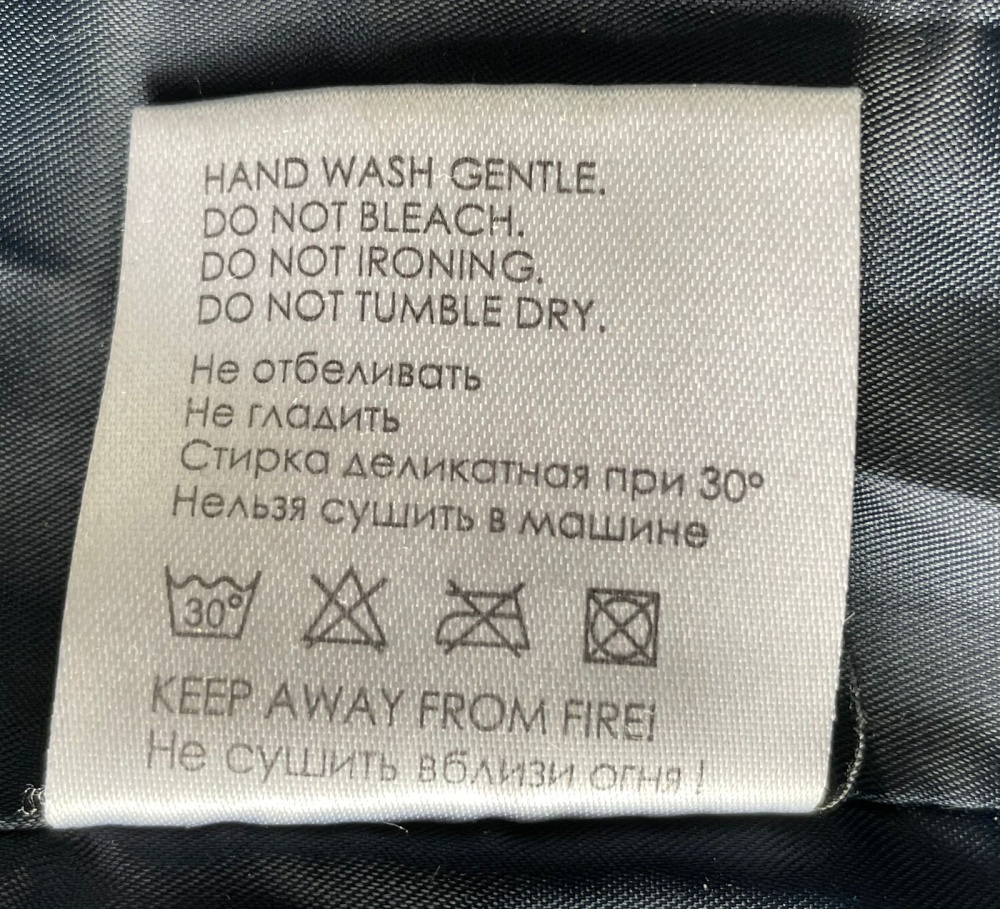 HAND WASH GENTLE.
DO NOT BLEACH.
DO NOT IRONING.
DO NOT TUMBLE DRY.
Не отбеливать
Не гладить
Стирка деликатная при 30°
Нельзя сушить в машине
30°
KEEP AWAY FROM FIRE!
Не сушить вблизи огня!